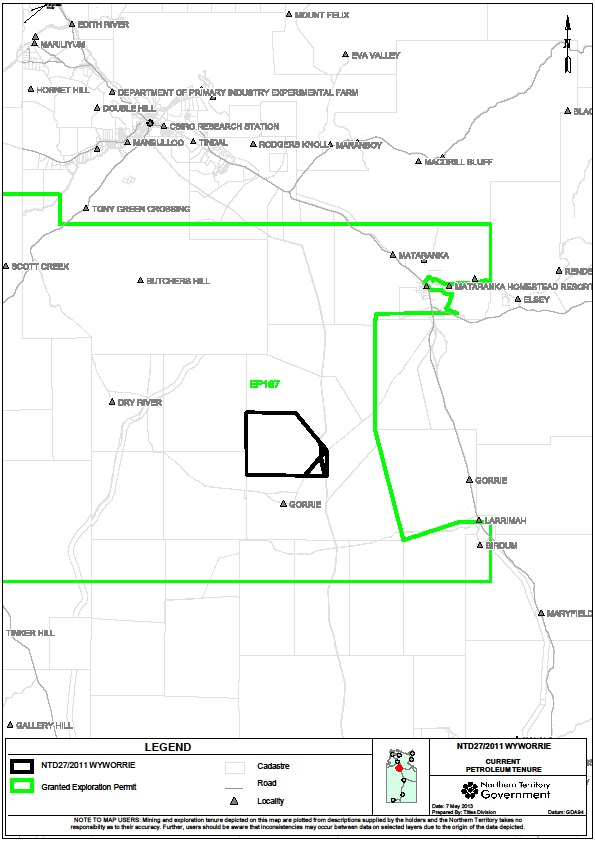 EDITH RIVER
MOUNT FELIX
MARLIYUM
EVA VALLEY
N
HORNET HILL
DEPARTMENT OF PRIMARY INDUSTRY EXPERIMENTAL FARM
DOUBLE HILL
BLAC
CSIRO RESEARCH STATION
MANBULLOO
TINDAL
RODGERS KNOLL
MARANBOY
MACDRILL BLUFF
TONY GREEN CROSSING
MATARANKA
SCOTT CREEK
RENDE
BUTCHERS HILL
MATARANKA HOMESTEAD RESORT
ELSEY
EP167
DRY RIVER
GORRIE
GORRIE
LARRIMAH
BIRDUM
MARYFIELD
TINKER HILL
GALLERY HILL
LEGEND
NTD27/2011 WYWORRIE
Granted Exploration Permit
Cadastre
Road
Locality
NTD27/2011 WYWORRIE
CURRENT
PETROLEUM TENURE
Northern Territory
Government
Date: 7 May 2013
Prepared By: Titles Division
Datum: GDA94
NOTE TO MAP USERS: Mining and exploration tenure depicted on this map are plotted from descriptions supplied by the holders and the Northern Territory takes no
responsibility as to their accuracy. Further, users should be aware that inconsistencies may occur between data on selected layers due to the origin of the data depicted.